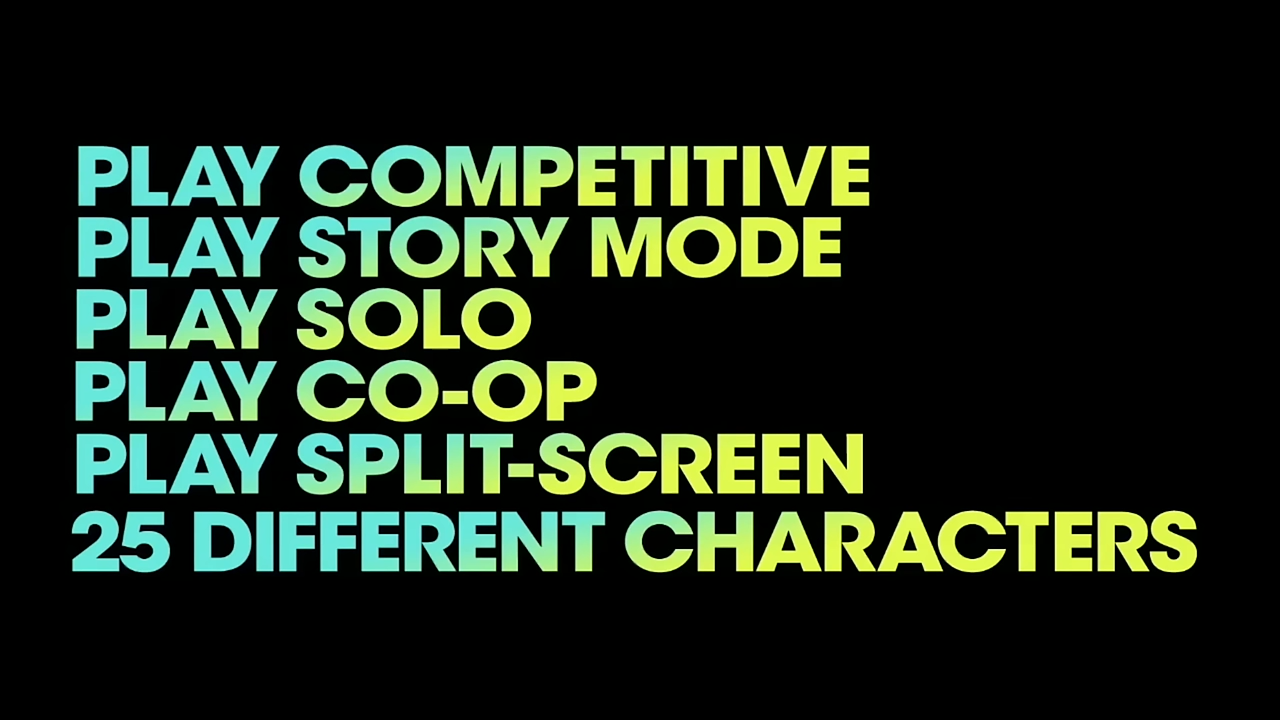 PLAY COMPETITIVE
PLAY STORY MODE
PLAY SOLO
PLAY CO-OP
PLAY SPLIT-SCREEN
25 DIFFERENT CHARACTERS